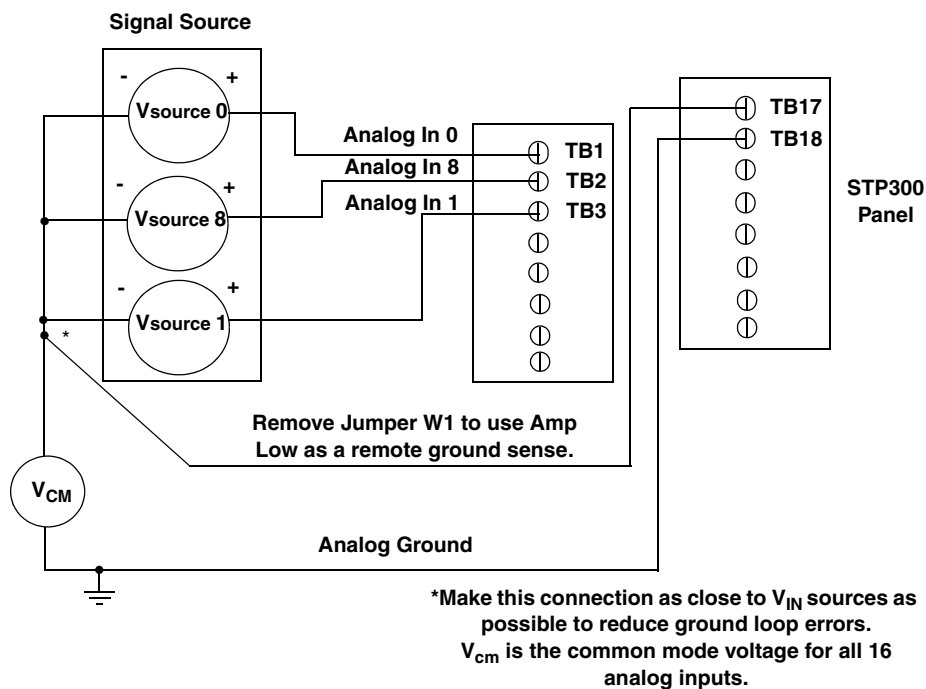 Signal Source
- +
Vsource 0
Analog In 0
TB1
TB17
TB18
- +
Vsource 8
Analog In 8
TB2
STP300
Panel
Analog In 1
TB3
- +
Vsource 1
*
Remove Jumper W1 to use Amp
Low as a remote ground sense.
VCM
Analog Ground
*Make this connection as close to VIN sources as
possible to reduce ground loop errors.
Vcm is the common mode voltage for all 16
analog inputs.